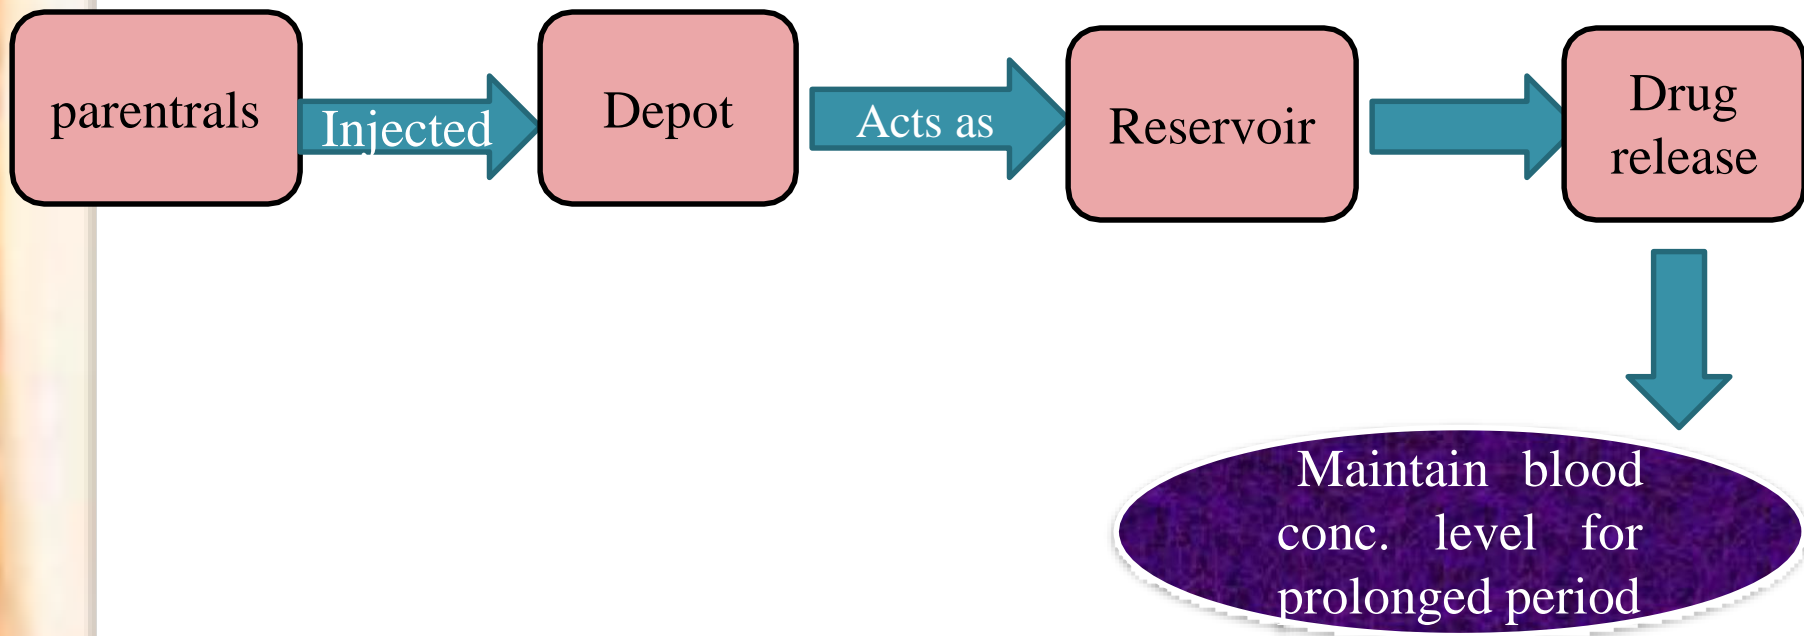 parentrals
Injected
Depot
Acts as
Reservoir
Drug
release
Maintain blood
conc. level for
prolonged period